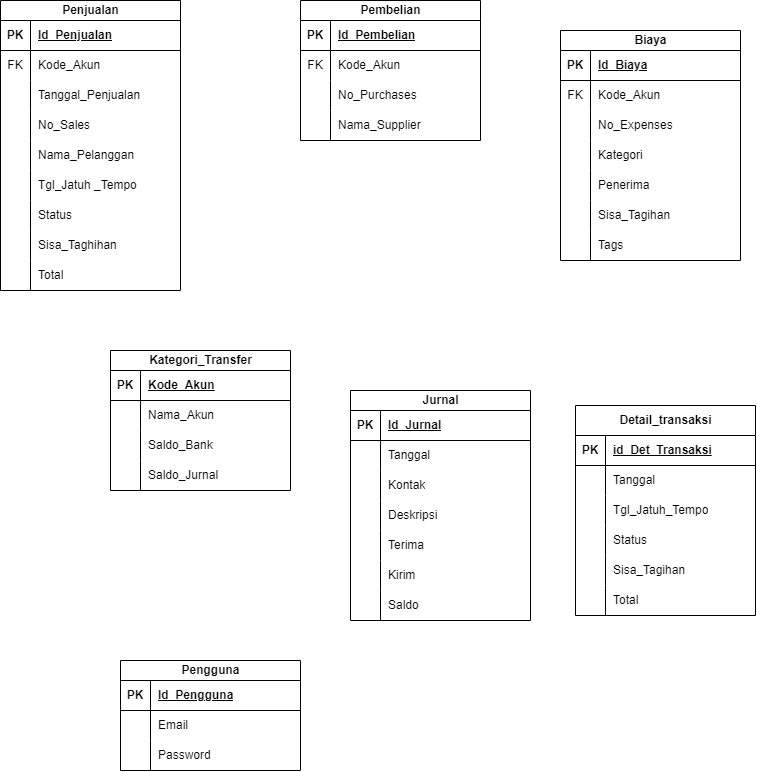 Penjualan
PK Id_Penjualan
FK Kode_Akun
Tanggal_Penjualan
No_Sales
Nama_Pelanggan
Tgl_Jatuh _Tempo
Status
Sisa_Taghihan
Total
Pembelian
PK Id_Pembelian
FK Kode_Akun
No_Purchases
Nama_Supplier
Biaya
PK Id_Biaya
FK Kode_Akun
No_Expenses
Kategori
Penerima
Sisa_Tagihan
Tags
Kategori_Transfer
PK Kode_Akun
Nama_Akun
Saldo_Bank
Saldo_Jurnal
Jurnal
PK Id_Jurnal
Tanggal
Kontak
Deskripsi
Terima
Kirim
Saldo
Detail_transaksi
PK id_Det_Transaksi
Tanggal
Tgl_Jatuh_Tempo
Status
Sisa_Tagihan
Total
Pengguna
PK Id_Pengguna
Email
Password